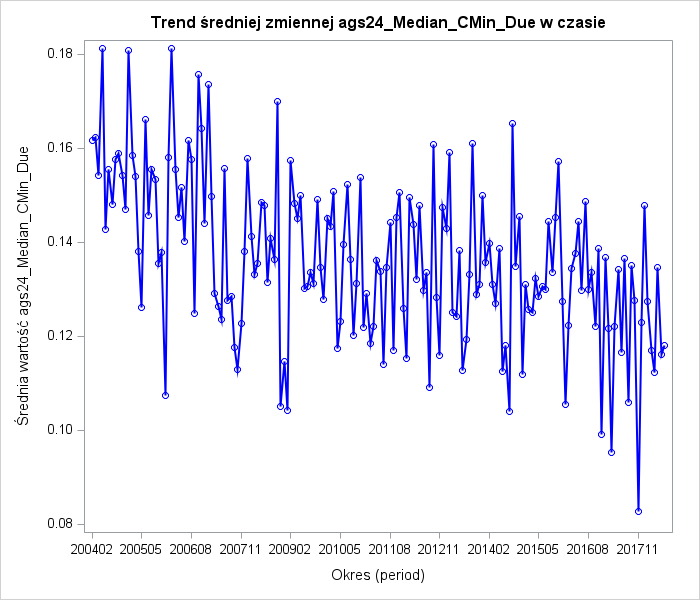 Trend średniej zmiennej ags24_Median_CMin_Due w czasie
Średnia wartość ags24_Median_CMin_Due
0.18
0.16
0.14
0.12
0.10
0.08
200402 200505 200608 200711 200902 201005 201108 201211 201402 201505 201608 201711
Okres (period)